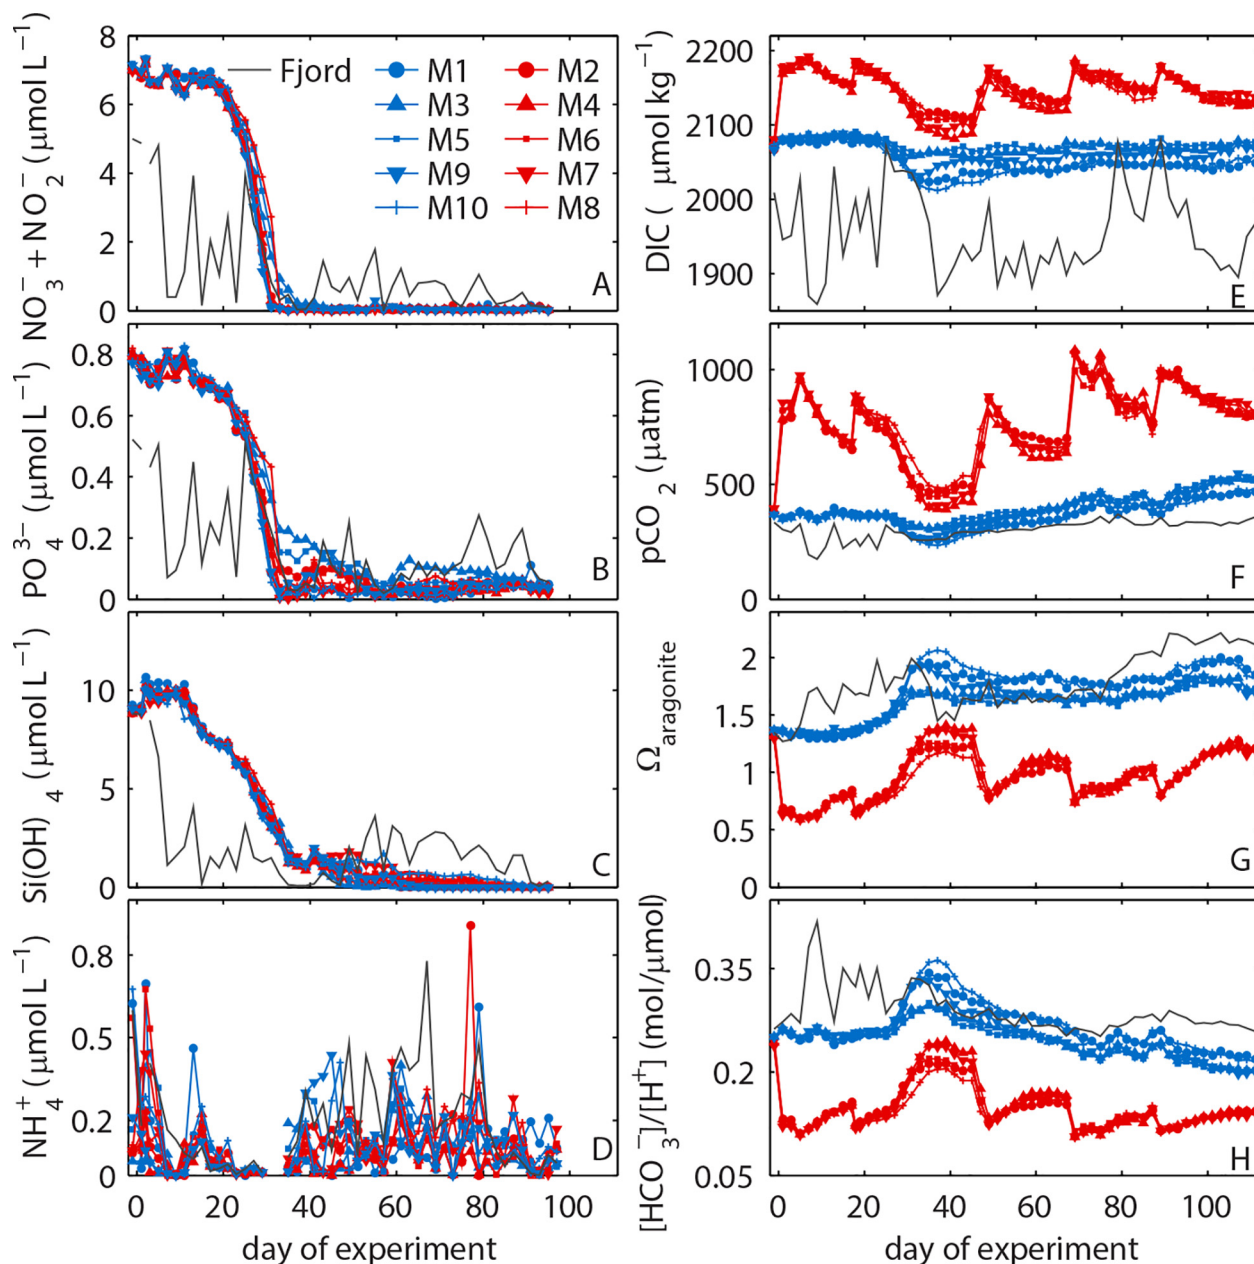 NO₃⁻ + NO₂⁻ (μmol L⁻¹)
8
6
4
2
0
Fjord
M1
M2
M3
M4
M5
M6
M9
M7
M10
M8
A
PO₄³⁻ (μmol L⁻¹)
0.8
0.6
0.4
0.2
0
B
Si(OH)₄ (μmol L⁻¹)
10
5
0
C
NH₄⁺ (μmol L⁻¹)
0.8
0.5
0.2
0
D
0
20
40
60
80
100
day of experiment
DIC ( μmol kg⁻¹)
2200
2100
2000
1900
E
pCO₂ (μatm)
1000
500
0
F
Ωaragonite
2
1.5
1
0.5
0
G
[HCO₃⁻]/[H⁺] (mol/μmol)
0.35
0.2
0.05
H
0
20
40
60
80
100
day of experiment